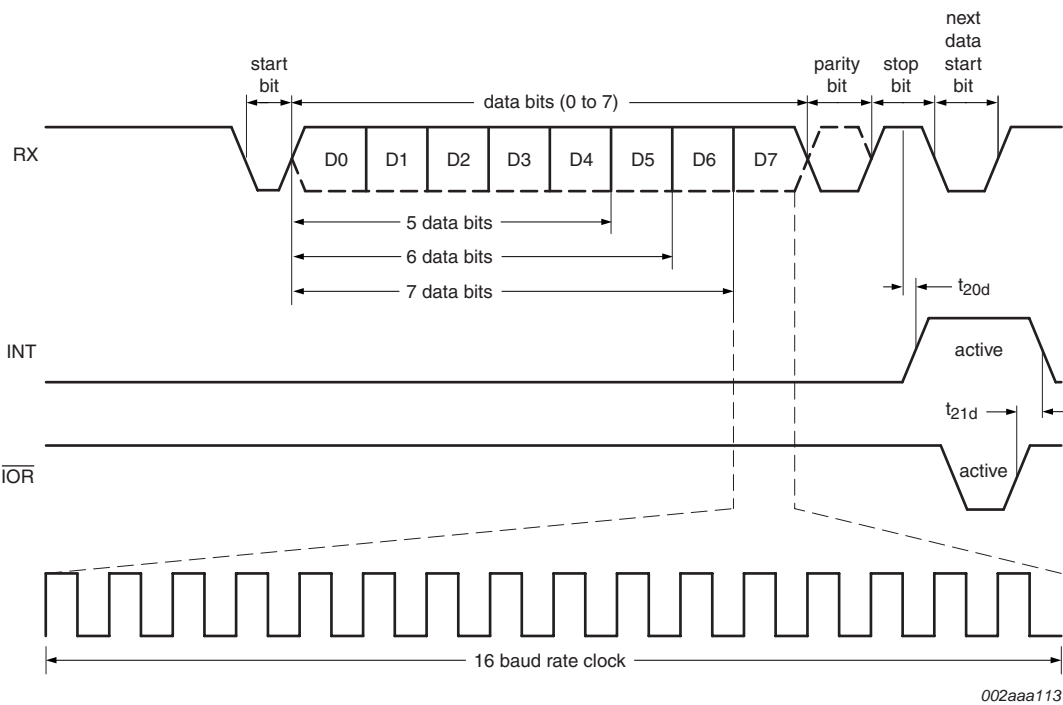 next
data
start
bit
start
bit
parity
bit
stop
bit
data bits (0 to 7)
RX
D0 D1 D2 D3 D4 D5 D6 D7
5 data bits
6 data bits
7 data bits
t20d
INT
active
t21d
IOR
active
16 baud rate clock
002aaa113